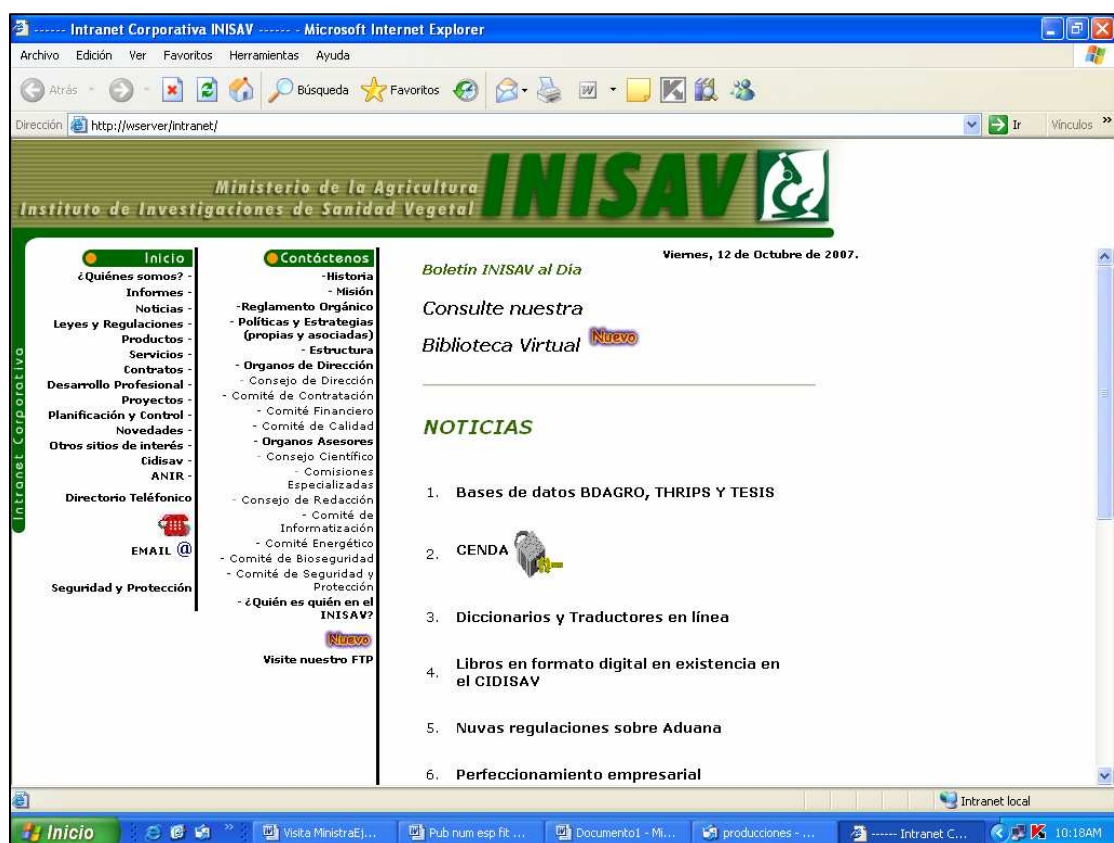 ------ Intranet Corporativa INISAV ------ - Microsoft Internet Explorer
Archivo Edición Ver Favoritos Herramientas Ayuda
Atrás Búsqueda Favoritos
Dirección http://wserver/intranet/ Ir Vínculos »
Ministerio de la Agricultura
Instituto de Investigaciones de Sanidad Vegetal
INISAV
Intranet Corporativa
Inicio
¿Quiénes somos? -
Informes -
Noticias -
Leyes y Regulaciones -
Productos -
Servicios -
Contratos -
Desarrollo Profesional -
Proyectos -
Planificación y Control -
Novedades -
Otros sitios de interés -
Cidisav -
ANIR -
Directorio Teléfonico
EMAIL @
Seguridad y Protección
Contáctenos
-Historia
- Misión
-Reglamento Orgánico
- Políticas y Estrategias
(propias y asociadas)
- Estructura
- Organos de Dirección
- Consejo de Dirección
- Comité de Contratación
- Comité Financiero
- Comité de Calidad
- Organos Asesores
- Consejo Científico
- Comisiones
Especializadas
- Consejo de Redacción
- Comité de
Informatización
- Comité Energético
- Comité de Bioseguridad
- Comité de Seguridad y
Protección
- ¿Quién es quién en el
INISAV?
Nuevo
Visite nuestro FTP
Viernes, 12 de Octubre de 2007.
Boletín INISAV al Día
Consulte nuestra
Biblioteca Virtual Nuevo
NOTICIAS
1. Bases de datos BDAGRO, THRIPS Y TESIS
2. CENDA
3. Diccionarios y Traductores en línea
4. Libros en formato digital en existencia en
el CIDISAV
5. Nuvas regulaciones sobre Aduana
6. Perfeccionamiento empresarial
Intranet local
Inicio » Visita MinistraEj... Pub num esp fit ... Documento1 - Mi... producciones - ... ------ Intranet C... 10:18AM